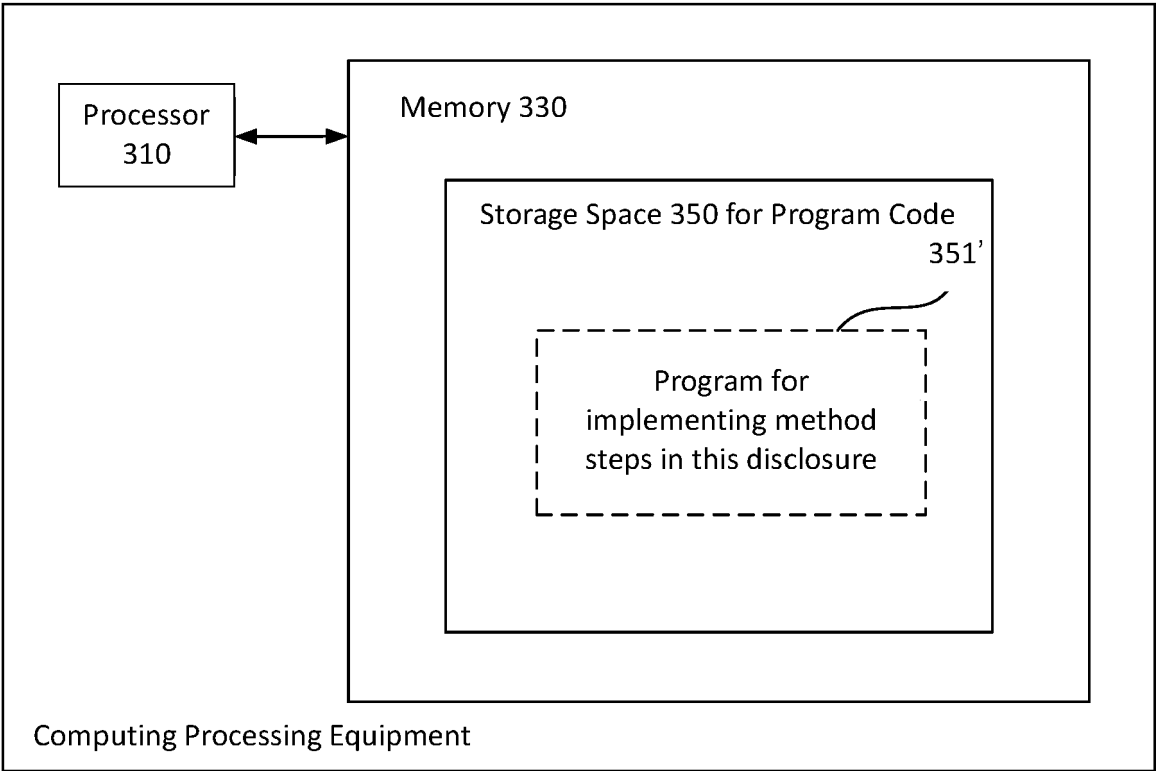 Processor
310
Memory 330
Storage Space 350 for Program Code
351’
Program for
implementing method
steps in this disclosure
Computing Processing Equipment